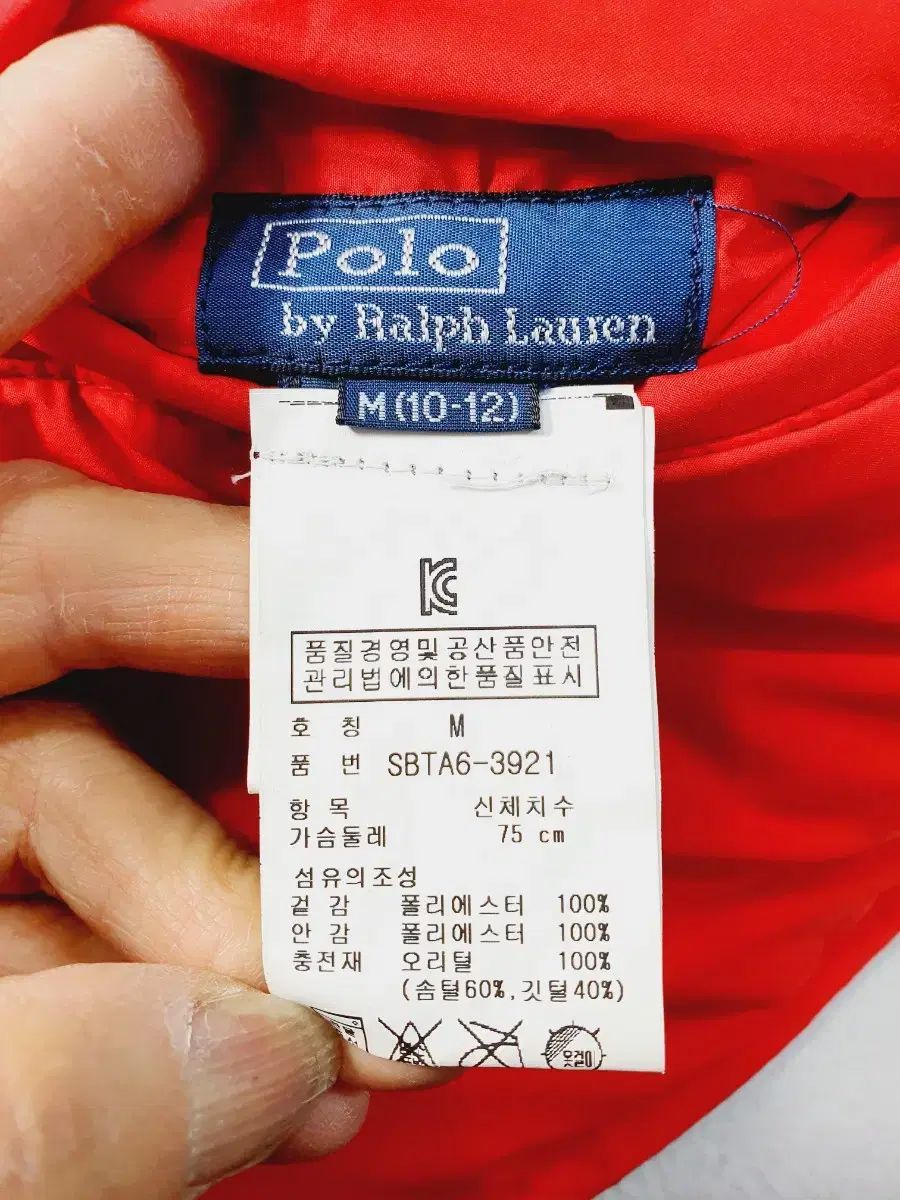 Polo
by Ralph Lauren
M (10-12)
품질경영및공산품안전
관리법에의한품질표시
호 칭 M
품 번 SBTA6-3921
항 목 신체치수
가슴둘레 75 cm
섬유의조성
겉 감 폴리에스터 100%
안 감 폴리에스터 100%
충전재 오리털 100%
(솜털60%,깃털40%)
옷걸이